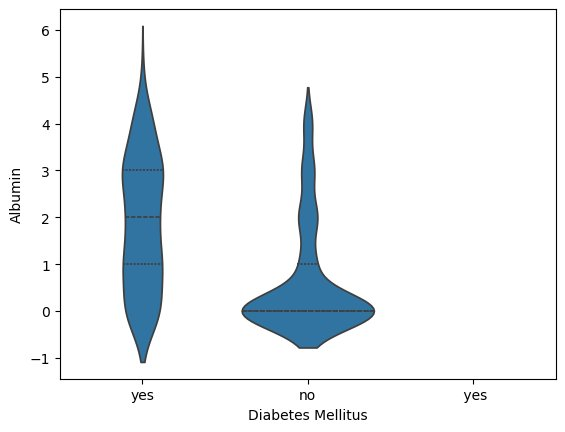 6
5
4
3
2
1
0
−1
Albumin
yes no yes
Diabetes Mellitus